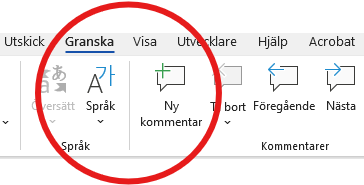 Utskick Granska Visa Utvecklare Hjälp Acrobat
Översätt Språk Ny kommentar Ta bort Föregående Nästa
Språk Kommentarer